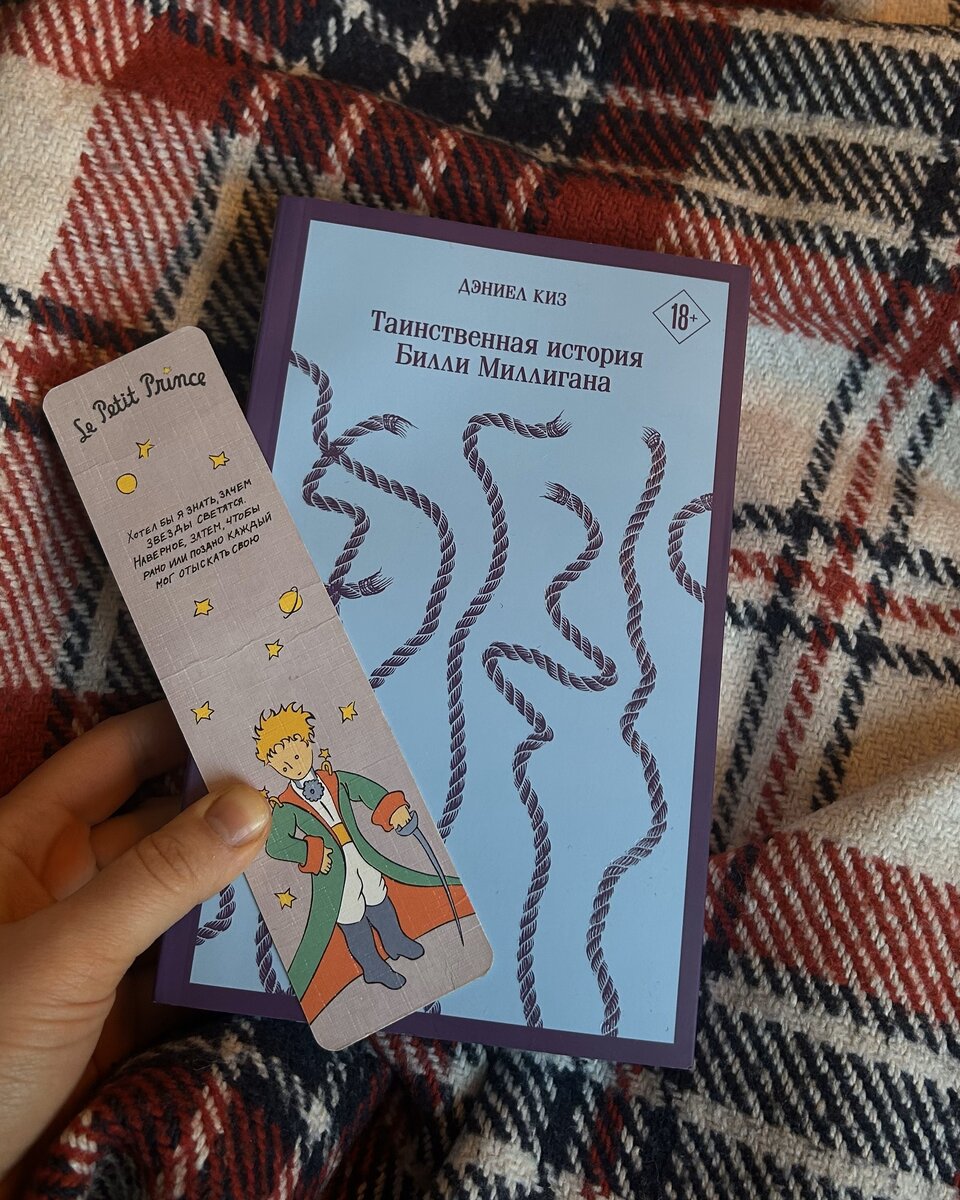 ДЭНИЕЛ КИЗ
18+
Таинственная история
Билли Миллигана
Le Petit Prince
Хотел бы я знать, зачем
звезды светятся.
Наверное, затем, чтобы
рано или поздно каждый
мог отыскать свою